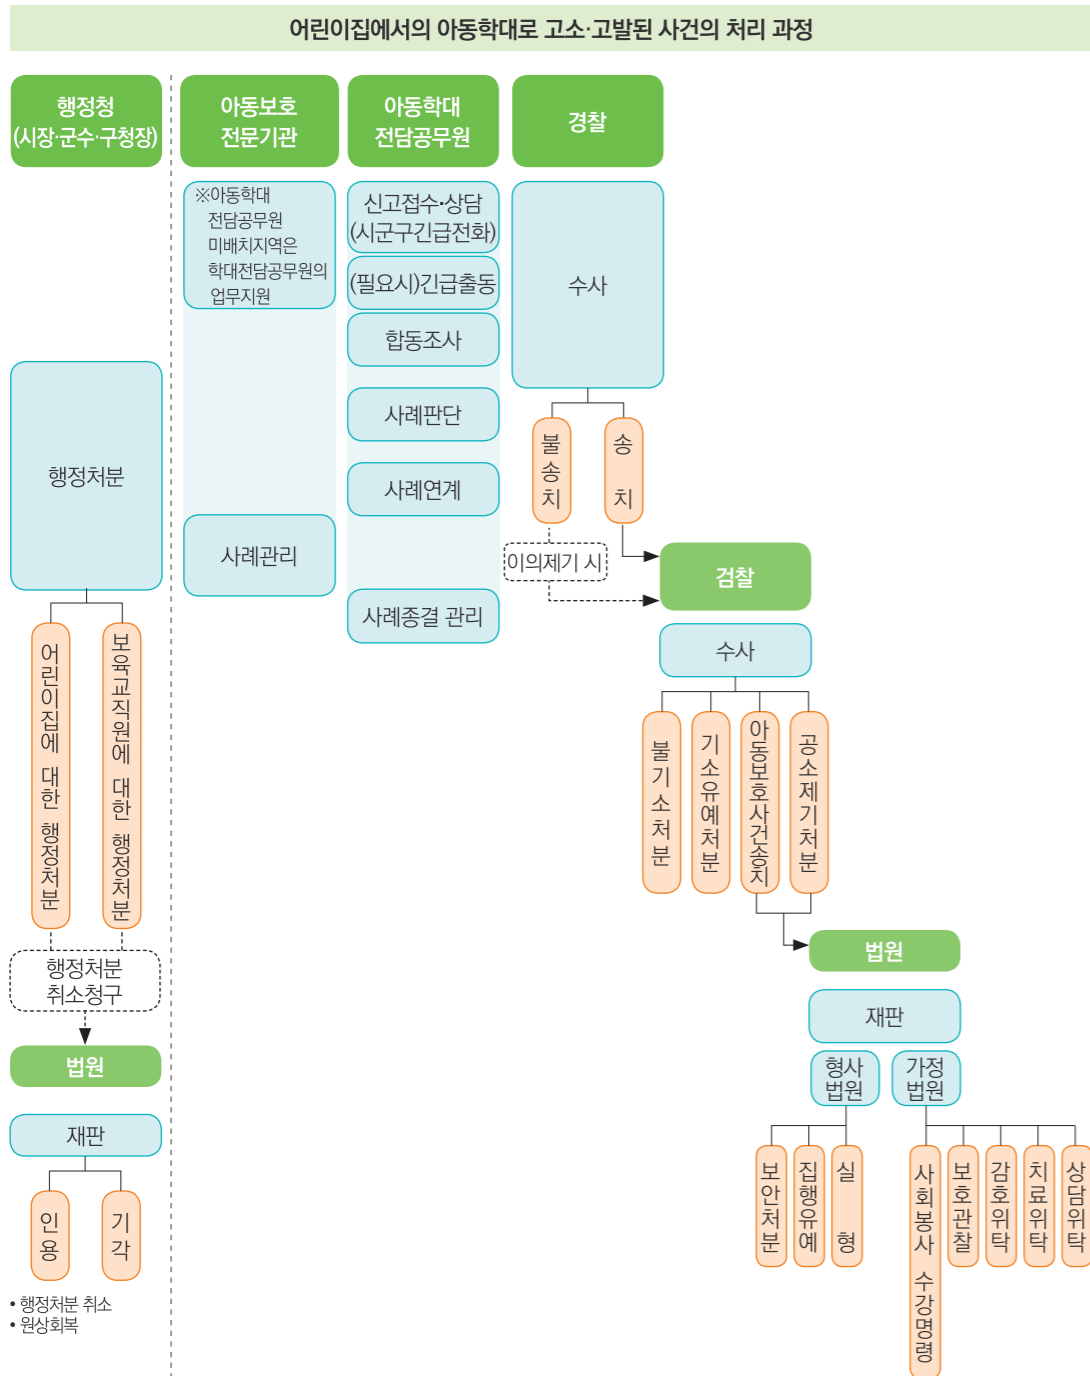 어린이집에서의 아동학대로 고소·고발된 사건의 처리 과정
행정청
(시장·군수·구청장)
아동보호
전문기관
아동학대
전담공무원
경찰
※아동학대
전담공무원
미배치지역은
학대전담공무원의
업무지원
신고접수·상담
(시군구긴급전화)
(필요시)긴급출동
합동조사
사례판단
사례연계
사례관리
사례종결 관리
수사
불송치
송치
이의제기 시
검찰
수사
불기소처분
기소유예처분
아동보호사건송치
공소제기처분
법원
재판
형사
법원
가정
법원
보안처분
집행유예
실형
사회봉사 수강명령
보호관찰
감호위탁
치료위탁
상담위탁
행정처분
어린이집에 대한 행정처분
보육교직원에 대한 행정처분
행정처분
취소청구
법원
재판
인용
기각
• 행정처분 취소
• 원상회복